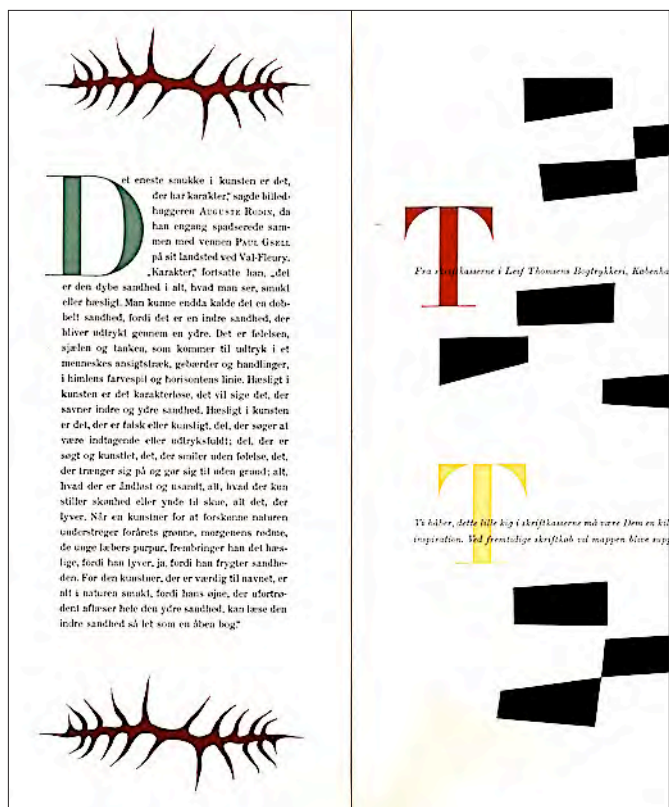 Det eneste smukke i kunsten er det,
der har karakter," sagde billed-
huggeren AUGUSTE RODIN, da
han engang spadserede sam-
men med vennen PAUL GSELL
på sit landsted ved Val-Fleury.
„Karakter," fortsatte han, „det
er den dybe sandhed i alt, hvad man ser, smukt
eller hæsligt. Man kunne endda kalde det en dob-
belt sandhed, fordi det er en indre sandhed, der
bliver udtrykt gennem en ydre. Det er følelsen,
sjælen og tanken, som kommer til udtryk i et
menneskes ansigtstræk, gebærder og handlinger,
i himlens farvespil og horisontens linie. Hæsligt i
kunsten er det karakterløse, det vil sige det, der
savner indre og ydre sandhed. Hæsligt i kunsten
er det, der er falsk eller kunstigt, det, der søger at
være indtagende eller udtryksfuldt; det, der er
søgt og kunstlet, det, der smiler uden følelse, det,
der trænger sig på og gør sig til uden grund; alt,
hvad der er åndløst og usandt, alt, hvad der kun
stiller skønhed eller ynde til skue, alt det, der
lyver. Når en kunstner for at forskønne naturen
understreger forårets grønne, morgenens rødme,
de unge læbers purpur, frembringer han det hæs-
lige, fordi han lyver, ja, fordi han frygter sandhe-
den. For den kunstner, der er værdig til navnet, er
alt i naturen smukt, fordi hans øjne, der ufortrø-
dent aflæser hele den ydre sandhed, kan læse den
indre sandhed så let som en åben bog."
T
Fra skriftkasserne i Leif Thomsens Bogtrykkeri, Københa
T
Vi håber, dette lille kig i skriftkasserne må være Dem en kil
inspiration. Ved fremtidige skriftkøb vil mappen blive supp